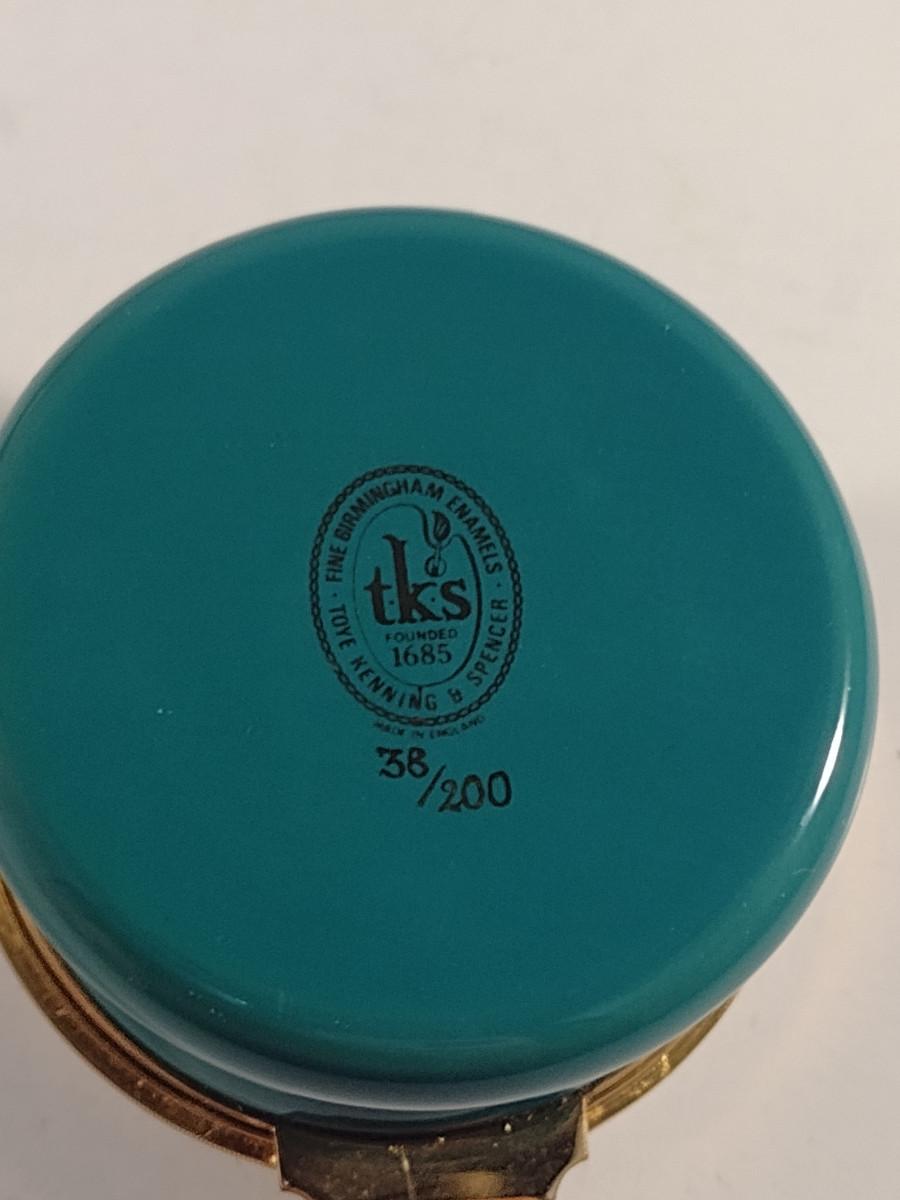 · FINE BIRMINGHAM ENAMELS ·
tks
FOUNDED
1685
TOYE KENNING & SPENCER
MADE IN ENGLAND
38/200